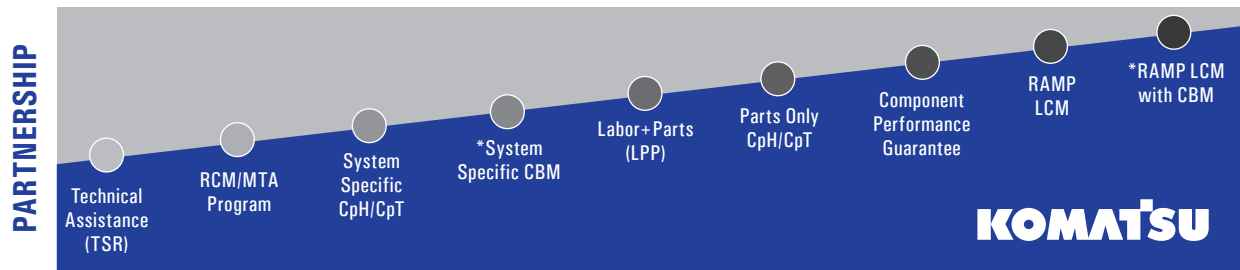 PARTNERSHIP
Technical
Assistance
(TSR)
RCM/MTA
Program
System
Specific
CpH/CpT
*System
Specific CBM
Labor+Parts
(LPP)
Parts Only
CpH/CpT
Component
Performance
Guarantee
RAMP
LCM
*RAMP LCM
with CBM
KOMATSU